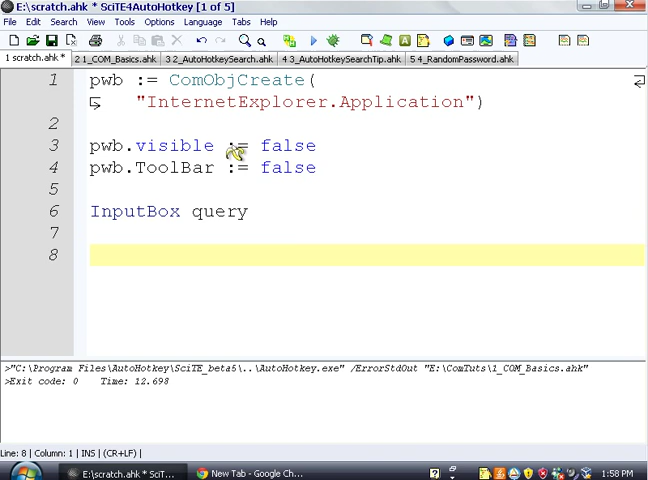 E:\scratch.ahk * SciTE4AutoHotkey [1 of 5]
File Edit Search View Tools Options Language Tabs Help
1 scratch.ahk * 2 1_COM_Basics.ahk 3 2_AutoHotkeySearch.ahk 4 3_AutoHotkeySearchTip.ahk 5 4_RandomPassword.ahk
1 pwb := ComObjCreate(
"InternetExplorer.Application")
2
3 pwb.visible := false
4 pwb.ToolBar := false
5
6 InputBox query
7
8
>"C:\Program Files\AutoHotkey\SciTE_beta5\..\AutoHotkey.exe" /ErrorStdOut "E:\ComTuts\1_COM_Basics.ahk"
>Exit code: 0 Time: 12.698
Line: 8 | Column: 1 | INS | (CR+LF)
E:\scratch.ahk * SciT... New Tab - Google Ch... 1:58 PM